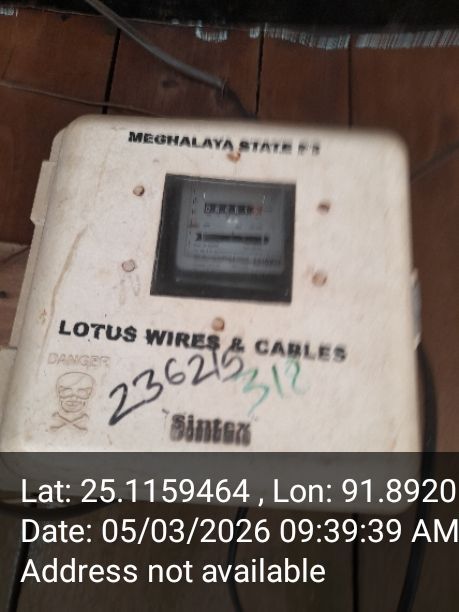 MEGHALAYA STATE
LOTUS WIRES & CABLES
DANGER
236215
312
Sintex
Lat: 25.1159464 , Lon: 91.8920
Date: 05/03/2026 09:39:39 AM
Address not available